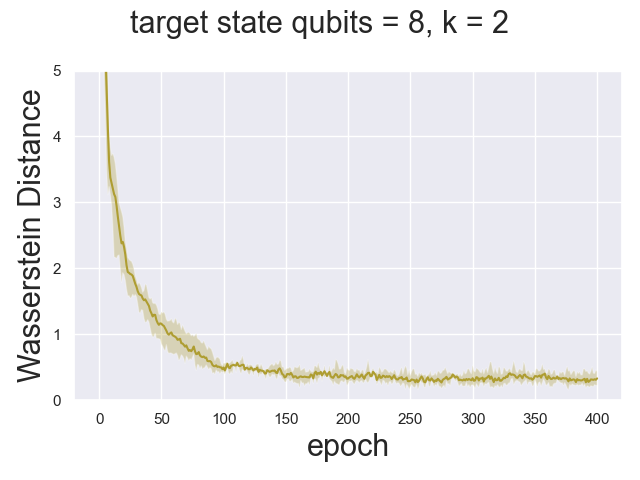 target state qubits = 8, k = 2
Wasserstein Distance
5
4
3
2
1
0
0 50 100 150 200 250 300 350 400
epoch